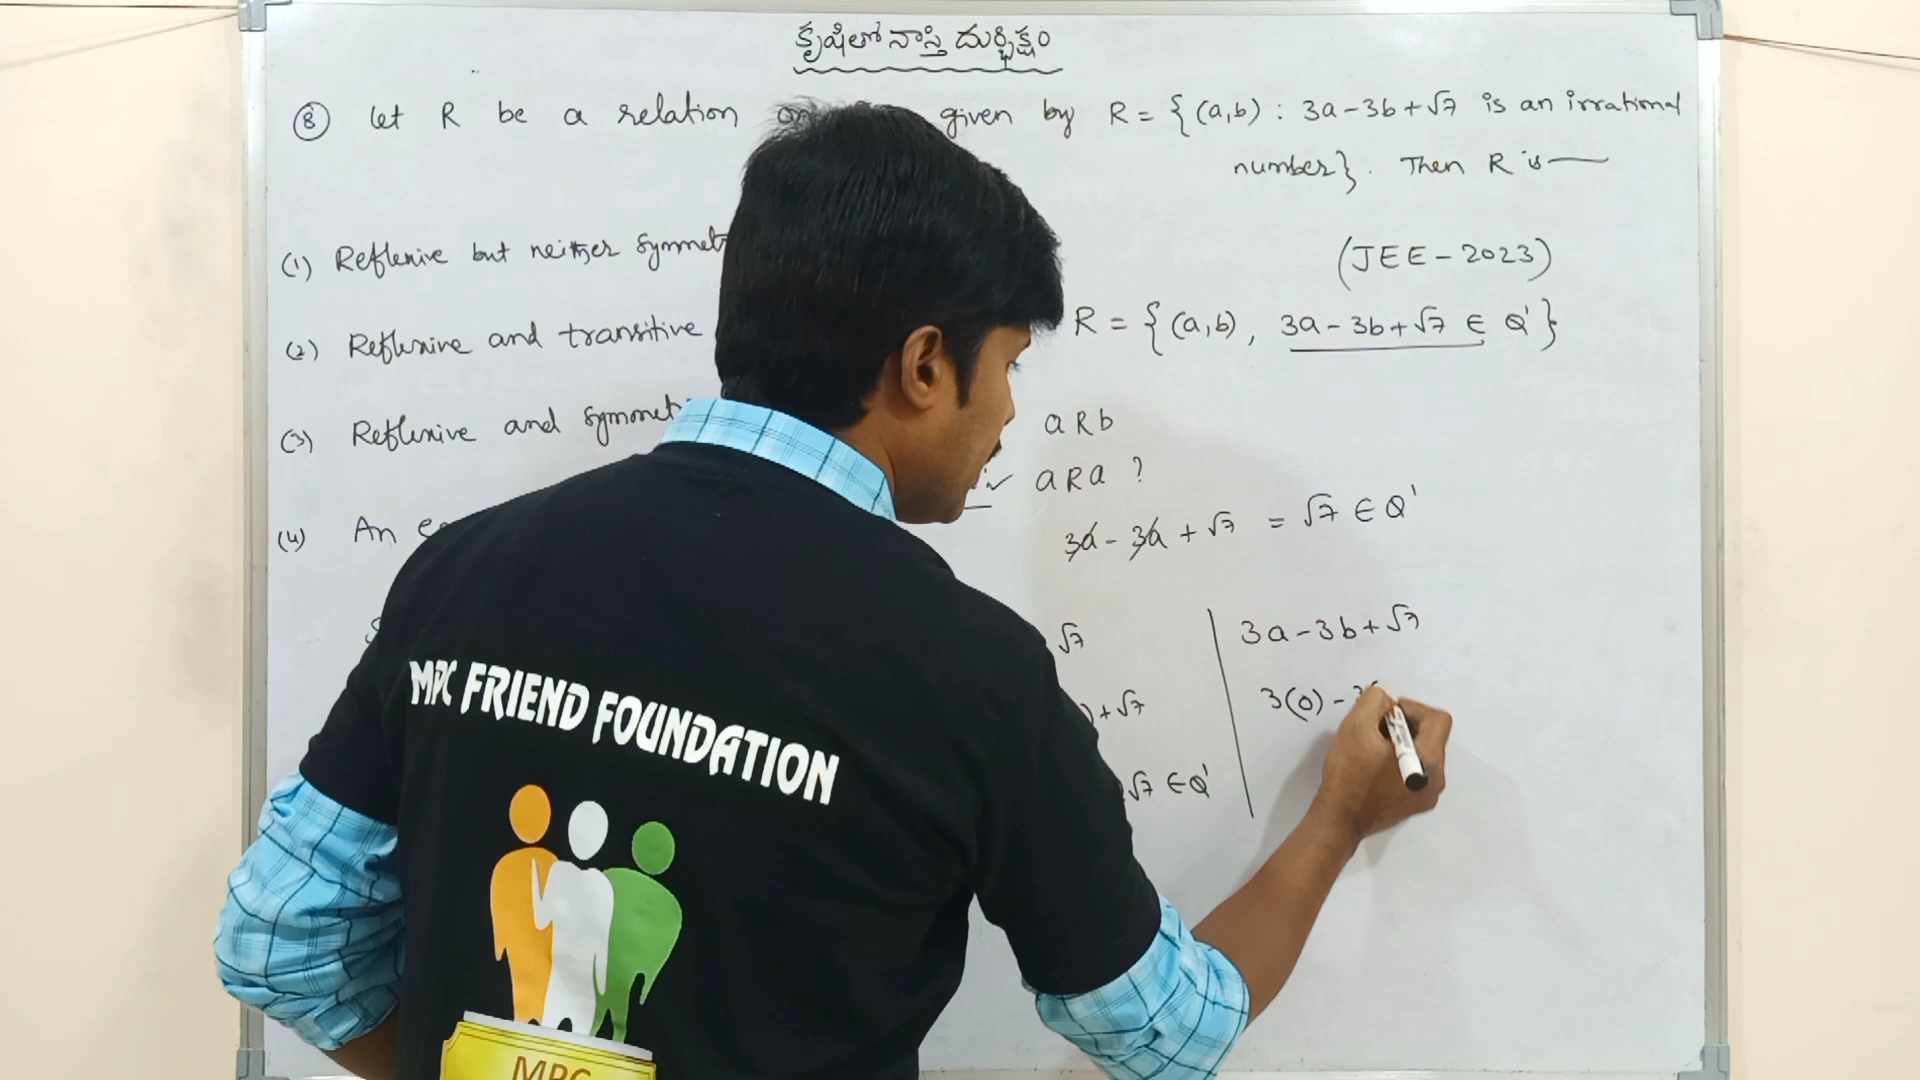 కృషితో నాస్తి దుర్భిక్షం
⑧ Let R be a relation on given by R = { (a,b) : 3a-3b+√7 is an irrational
number}. Then R is ——
(1) Reflexive but neither symmet
(JEE-2023)
R = { (a,b), 3a-3b+√7 ∈ Q' }
(2) Reflexive and transitive
(3) Reflexive and symmet
a R b
✓ a R a ?
(4) An e
3a - 3a + √7 = √7 ∈ Q'
√7
3a-3b+√7
)+√7
3(0) -
√7 ∈ Q'
MPC FRIEND FOUNDATION
MPC